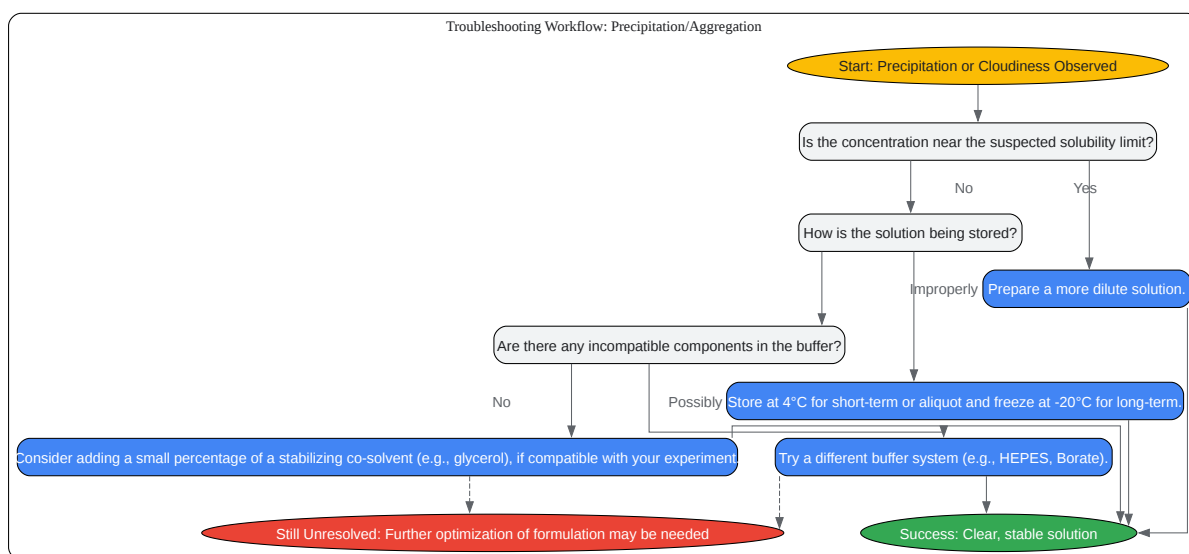 Troubleshooting Workflow: Precipitation/Aggregation
Start: Precipitation or Cloudiness Observed
Is the concentration near the suspected solubility limit?
No
Yes
How is the solution being stored?
Improperly
Prepare a more dilute solution.
Are there any incompatible components in the buffer?
No
Possibly
Store at 4°C for short-term or aliquot and freeze at -20°C for long-term.
Consider adding a small percentage of a stabilizing co-solvent (e.g., glycerol), if compatible with your experiment.
Try a different buffer system (e.g., HEPES, Borate).
Still Unresolved: Further optimization of formulation may be needed
Success: Clear, stable solution